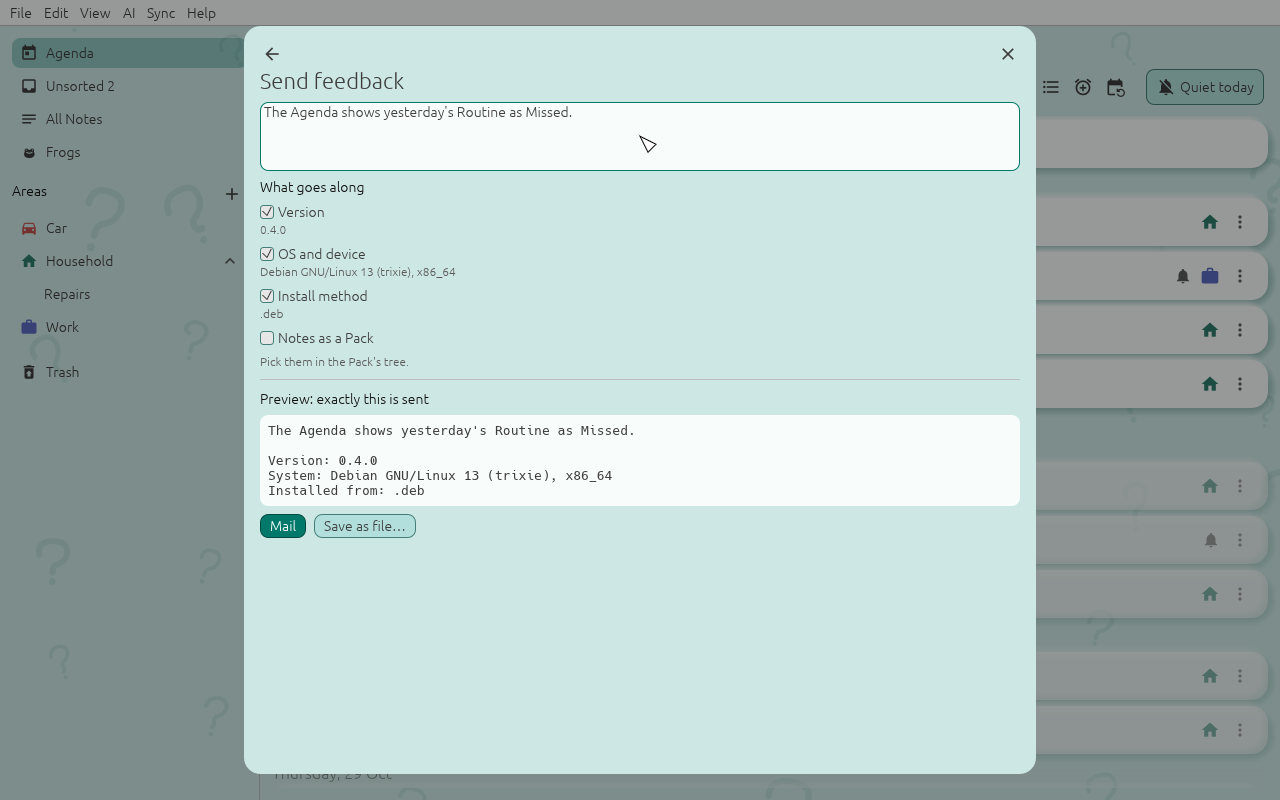 File Edit View AI Sync Help
Agenda
Unsorted 2
All Notes
Frogs
Areas
Car
Household
Repairs
Work
Trash
Send feedback
The Agenda shows yesterday's Routine as Missed.
What goes along
Version
0.4.0
OS and device
Debian GNU/Linux 13 (trixie), x86_64
Install method
.deb
Notes as a Pack
Pick them in the Pack's tree.
Preview: exactly this is sent
The Agenda shows yesterday's Routine as Missed.
Version: 0.4.0
System: Debian GNU/Linux 13 (trixie), x86_64
Installed from: .deb
Mail
Save as file…
Quiet today
Thursday, 29 Oct